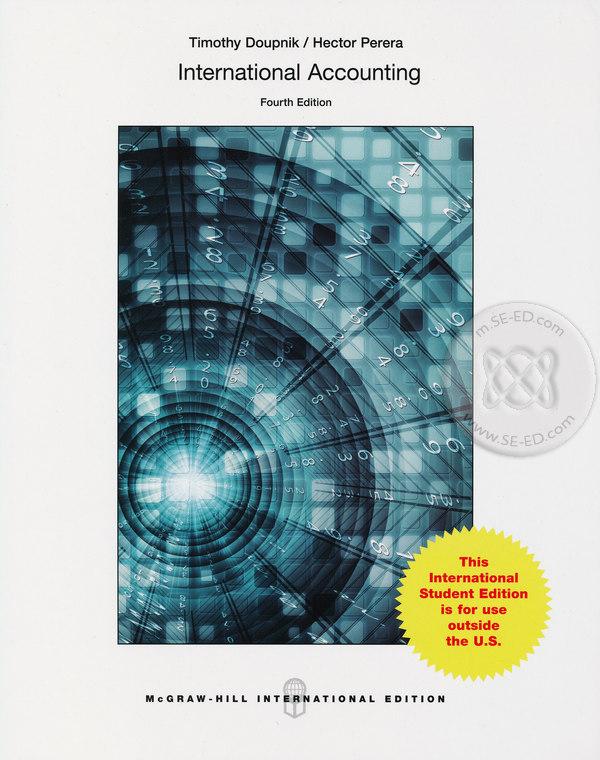 Timothy Doupnik / Hector Perera
International Accounting
Fourth Edition
m.SE-ED.com
www.SE-ED.com
This
International
Student Edition
is for use
outside
the U.S.
McGRAW-HILL INTERNATIONAL EDITION